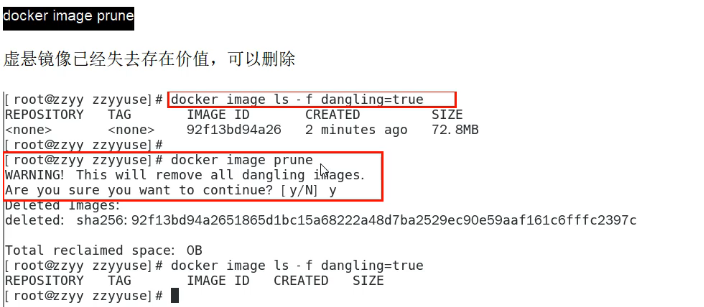 docker image prune
虚悬镜像已经失去存在价值，可以删除
[root@zzyy zzyyuse]# docker image ls -f dangling=true
REPOSITORY TAG IMAGE ID CREATED SIZE
<none> <none> 92f13bd94a26 2 minutes ago 72.8MB
[root@zzyy zzyyuse]#
[root@zzyy zzyyuse]# docker image prune
WARNING! This will remove all dangling images.
Are you sure you want to continue? [y/N] y
Deleted Images:
deleted: sha256:92f13bd94a2651865d1bc15a68222a48d7ba2529ec90e59aaf161c6fffc2397c
Total reclaimed space: 0B
[root@zzyy zzyyuse]# docker image ls -f dangling=true
REPOSITORY TAG IMAGE ID CREATED SIZE
[root@zzyy zzyyuse]#